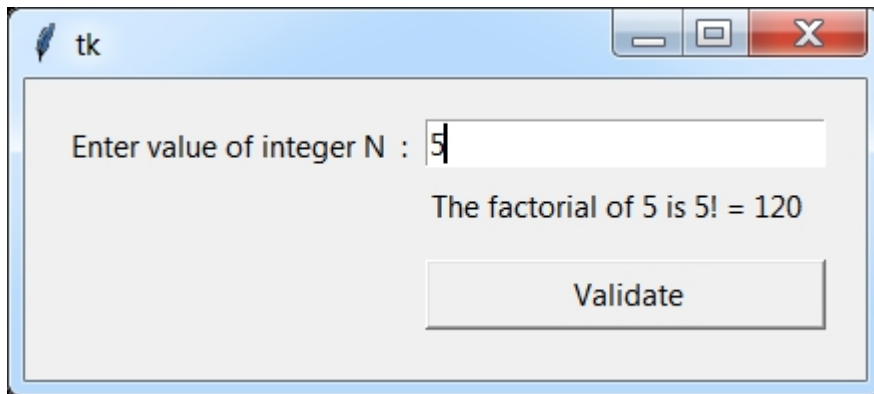 tk
Enter value of integer N : 5
The factorial of 5 is 5! = 120
Validate